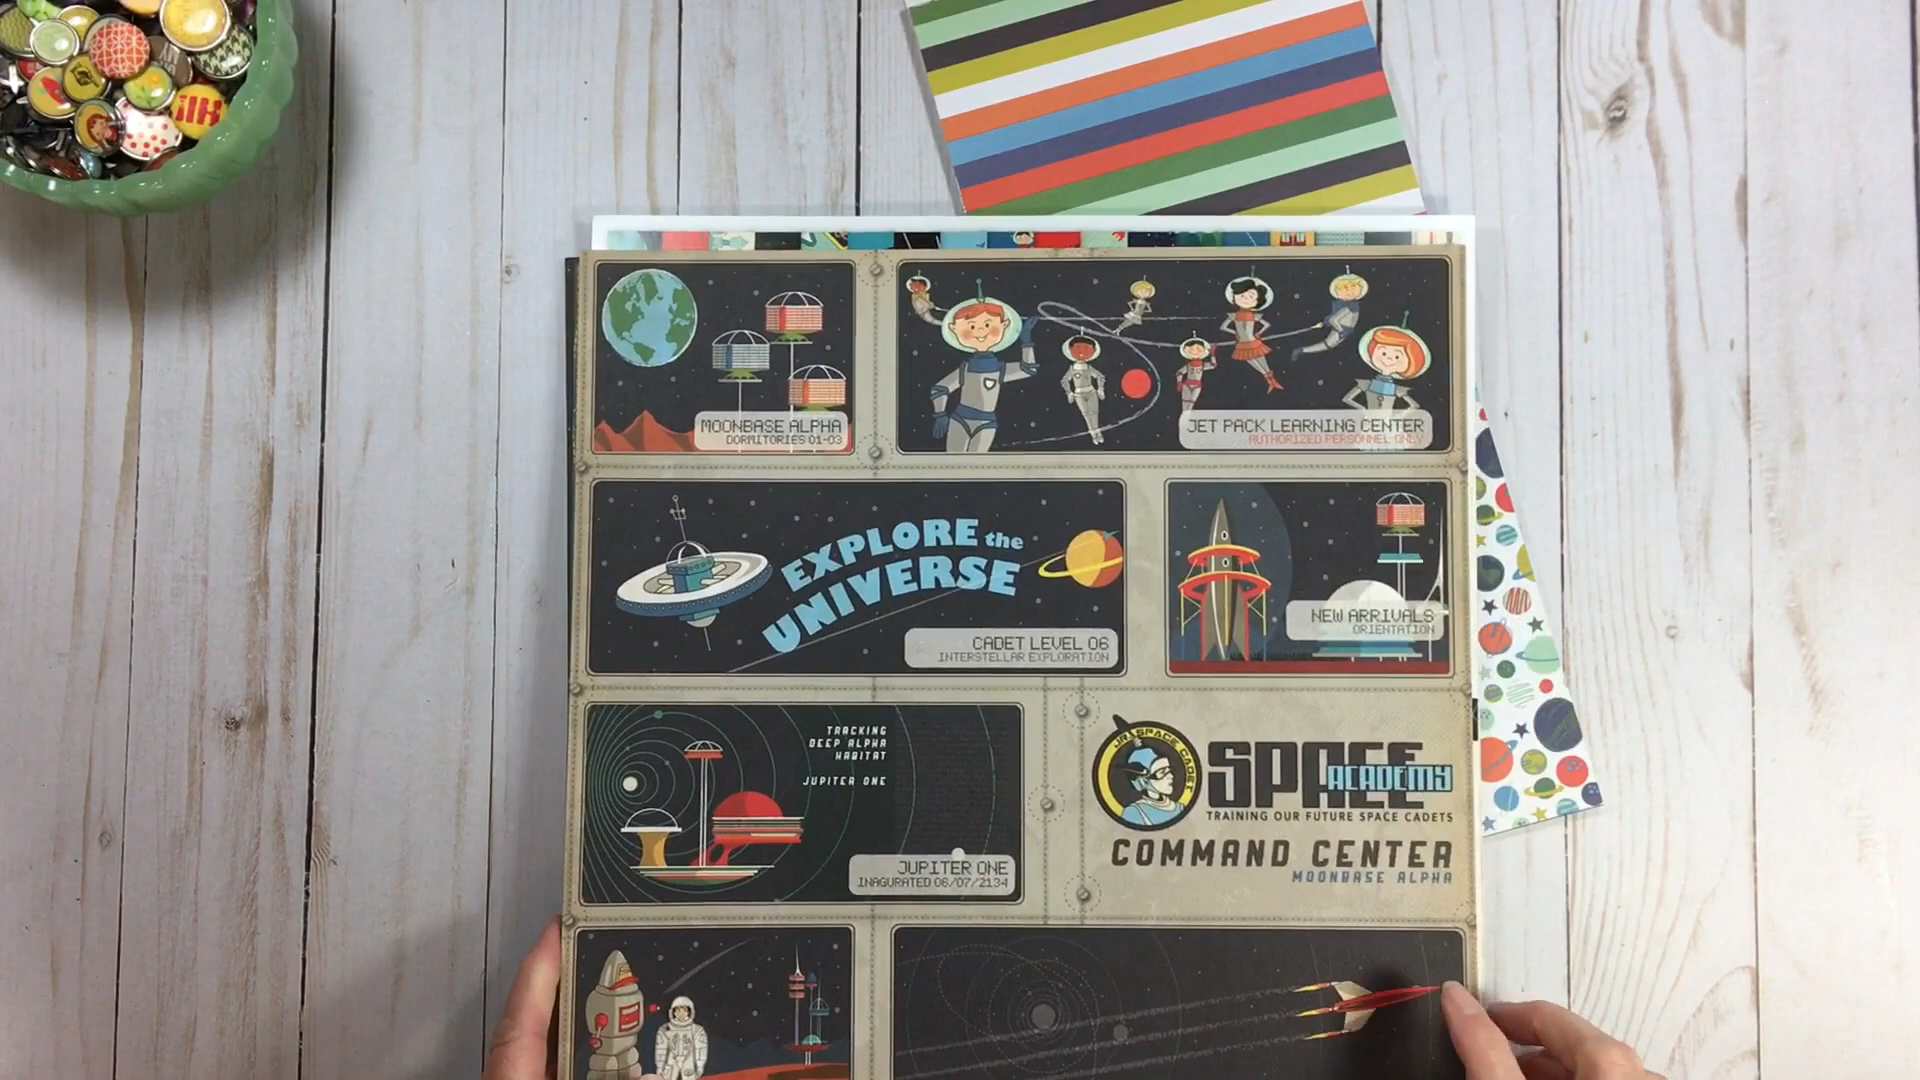 MOONBASE ALPHA
DORMITORIES 01-03
JET PACK LEARNING CENTER
AUTHORIZED PERSONNEL ONLY
EXPLORE the
UNIVERSE
CADET LEVEL 06
INTERSTELLAR EXPLORATION
NEW ARRIVALS
ORIENTATION
TRACKING
DEEP ALPHA
HABITAT
JUPITER ONE
JUPITER ONE
INAGURATED 06/07/2134
JR. SPACE CADET
SPACE
ACADEMY
TRAINING OUR FUTURE SPACE CADETS
COMMAND CENTER
MOONBASE ALPHA